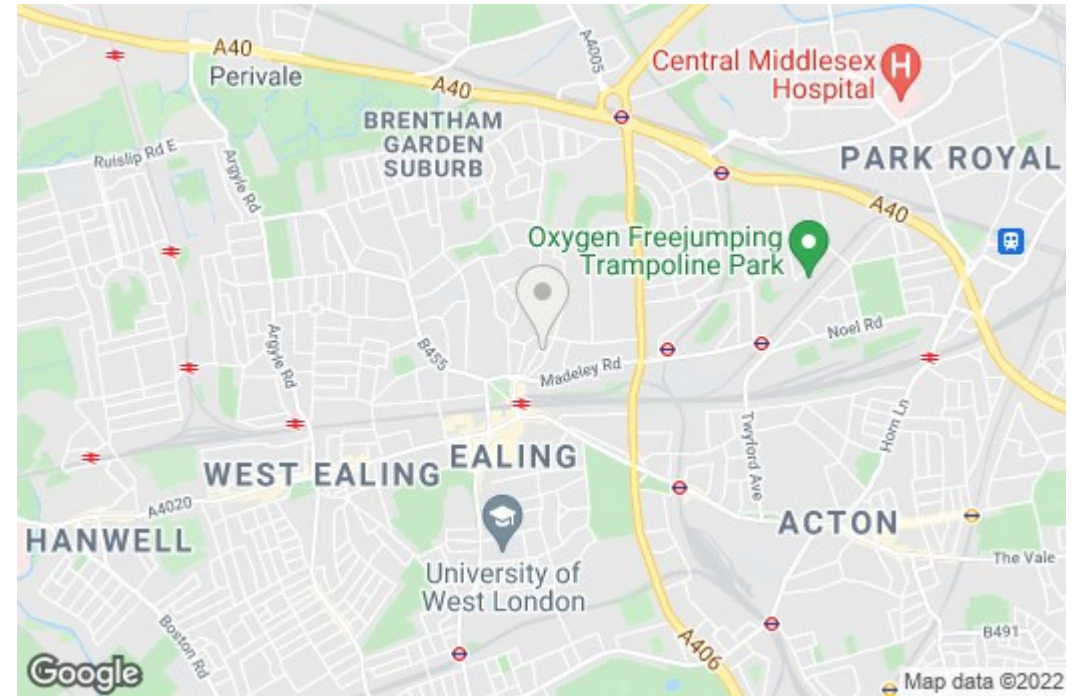 A40
Perivale
A40
A4005
Central Middlesex
Hospital
H
BRENTHAM
GARDEN
SUBURB
Ruislip Rd E
Argyle Rd
PARK ROYAL
A40
Oxygen Freejumping
Trampoline Park
Argyle Rd
B455
Madeley Rd
Noel Rd
Horn Ln
Twyford Ave
WEST EALING
EALING
A4020
HANWELL
ACTON
The Vale
University of
West London
Boston Rd
A406
B491
Google
Map data ©2022